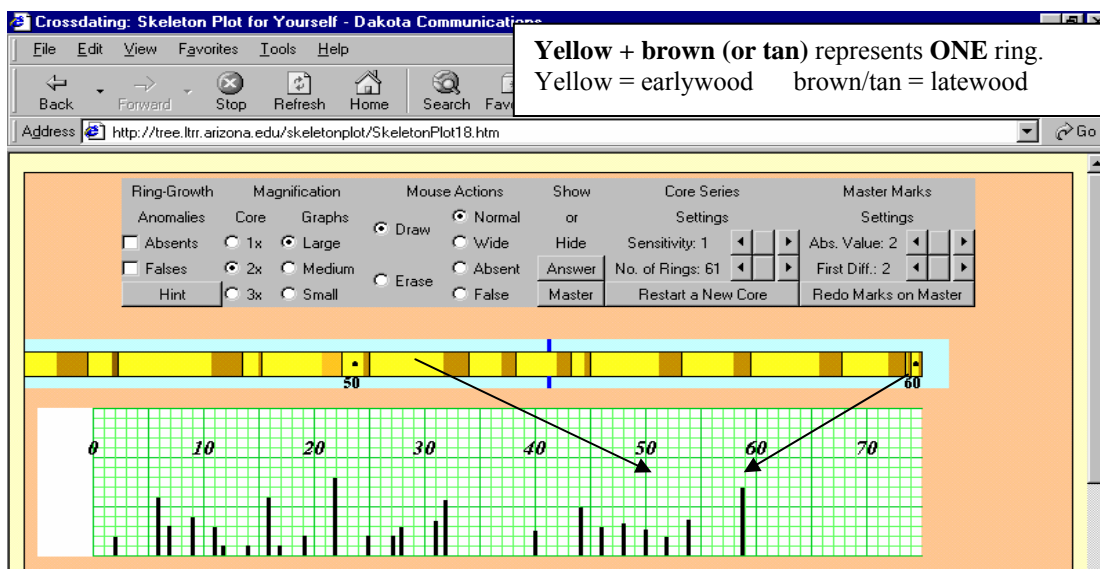 Crossdating: Skeleton Plot for Yourself - Dakota Communications
Yellow + brown (or tan) represents ONE ring.
Yellow = earlywood brown/tan = latewood
File Edit View Favorites Tools Help
Back Forward Stop Refresh Home Search
Address http://tree.ltrr.arizona.edu/skeletonplot/SkeletonPlot18.htm Go
Ring-Growth Magnification Mouse Actions Show Core Series Master Marks
Anomalies Core Graphs Draw Normal or Settings Settings
Absents 1x Large Wide Hide Sensitivity: 1 Abs. Value: 2
Falses 2x Medium Erase Absent Answer No. of Rings: 61 First Diff.: 2
Hint 3x Small False Master Restart a New Core Redo Marks on Master
50 60
0 10 20 30 40 50 60 70